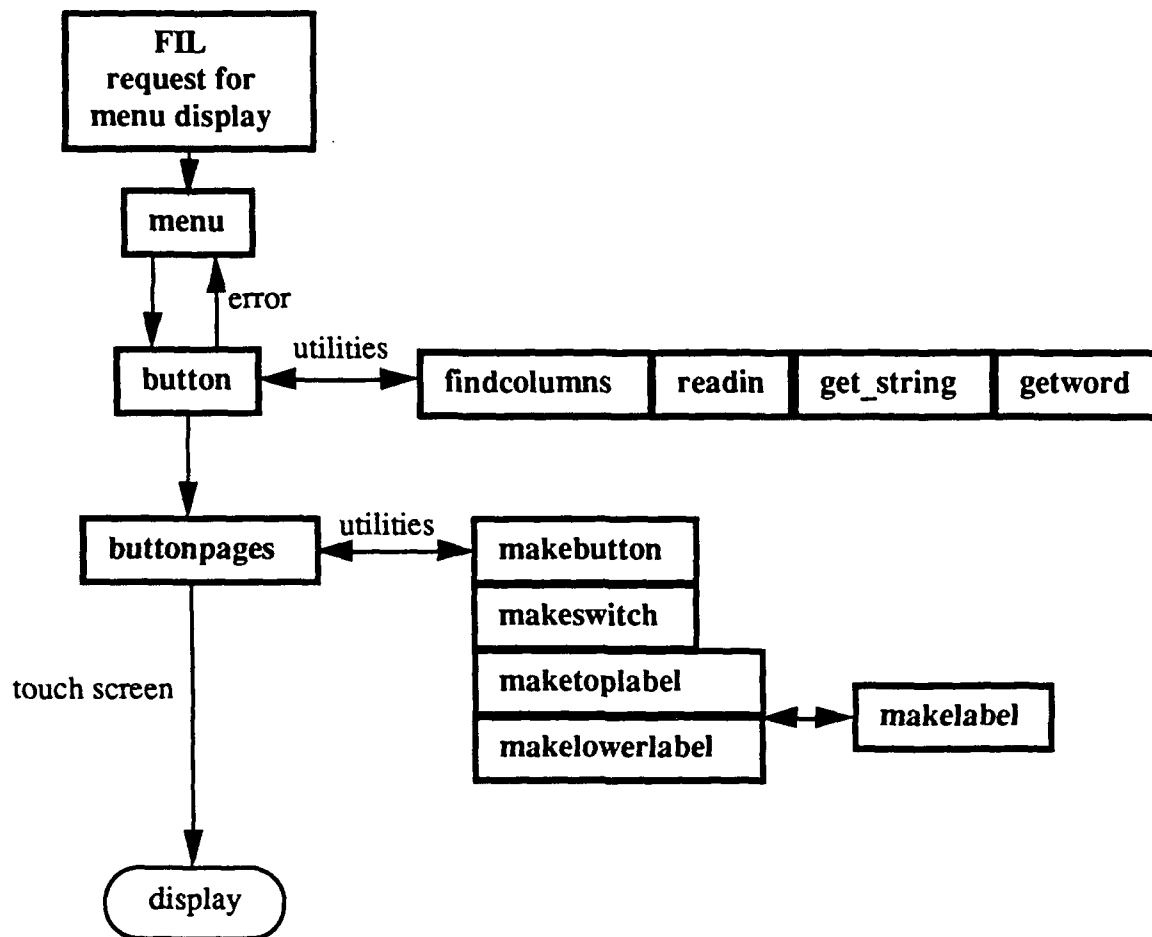 FIL
request for
menu display
menu
error
button
utilities
findcolumns
readin
get_string
getword
buttonpages
utilities
makebutton
makeswitch
maketoplabel
makelowerlabel
makelabel
touch screen
display